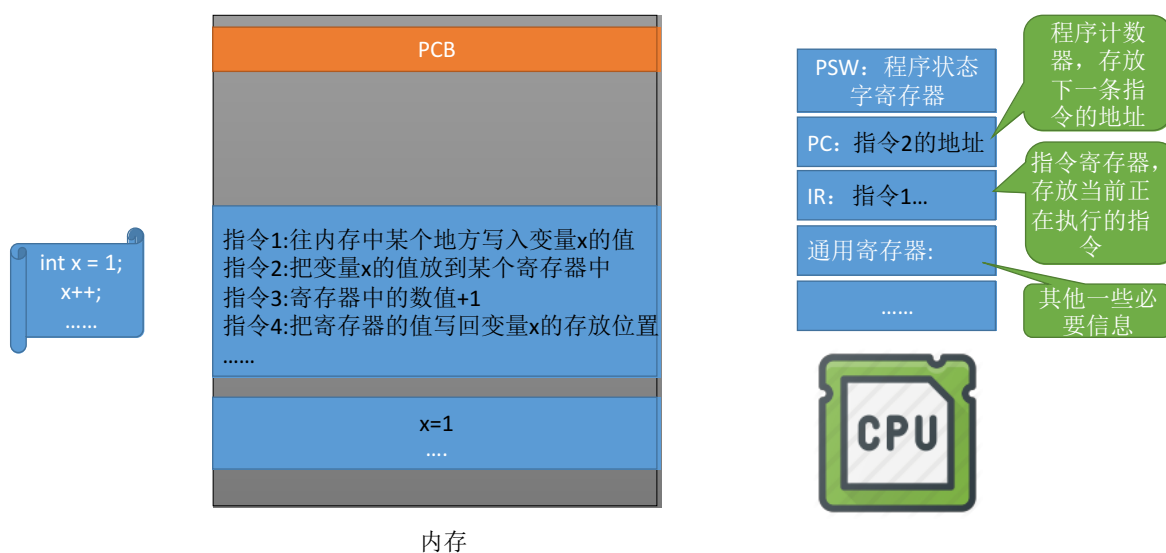 int x = 1;
x++;
……
PCB
指令1:往内存中某个地方写入变量x的值
指令2:把变量x的值放到某个寄存器中
指令3:寄存器中的数值+1
指令4:把寄存器的值写回变量x的存放位置
……
x=1
....
内存
PSW：程序状态
字寄存器
PC：指令2的地址
IR：指令1...
通用寄存器:
……
程序计数
器，存放
下一条指
令的地址
指令寄存器，
存放当前正
在执行的指
令
其他一些必
要信息
CPU